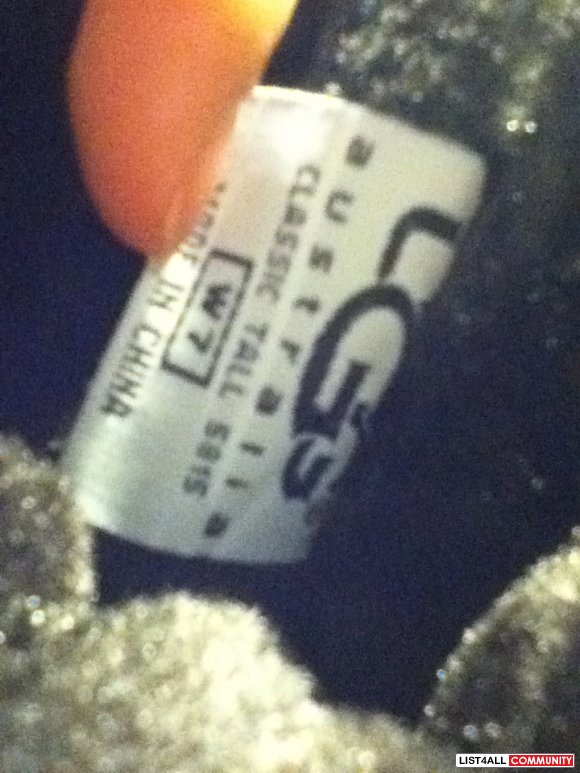 UGG
australia
CLASSIC TALL 5815
W7
MADE IN CHINA
LIST4ALL COMMUNITY